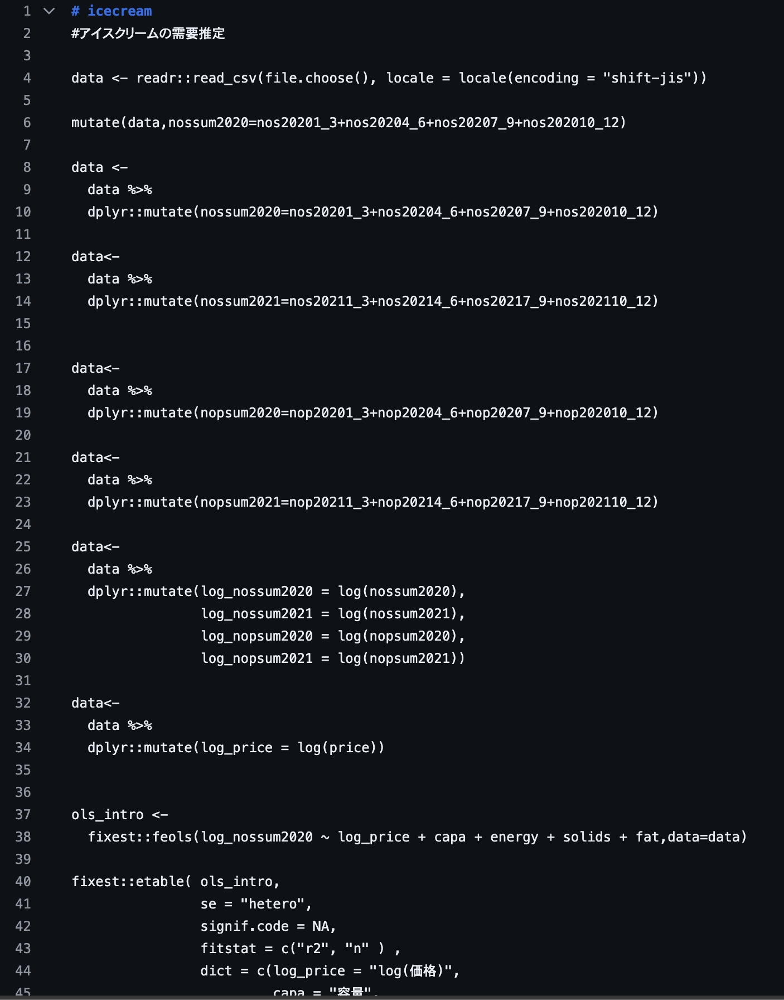 1 # icecream
2 #アイスクリームの需要推定
3
4 data <- readr::read_csv(file.choose(), locale = locale(encoding = "shift-jis"))
5
6 mutate(data,nossum2020=nos20201_3+nos20204_6+nos20207_9+nos202010_12)
7
8 data <-
9   data %>%
10   dplyr::mutate(nossum2020=nos20201_3+nos20204_6+nos20207_9+nos202010_12)
11
12 data<-
13   data %>%
14   dplyr::mutate(nossum2021=nos20211_3+nos20214_6+nos20217_9+nos202110_12)
15
16
17 data<-
18   data %>%
19   dplyr::mutate(nopsum2020=nop20201_3+nop20204_6+nop20207_9+nop202010_12)
20
21 data<-
22   data %>%
23   dplyr::mutate(nopsum2021=nop20211_3+nop20214_6+nop20217_9+nop202110_12)
24
25 data<-
26   data %>%
27   dplyr::mutate(log_nossum2020 = log(nossum2020),
28                 log_nossum2021 = log(nossum2021),
29                 log_nopsum2020 = log(nopsum2020),
30                 log_nopsum2021 = log(nopsum2021))
31
32 data<-
33   data %>%
34   dplyr::mutate(log_price = log(price))
35
36
37 ols_intro <-
38   fixest::feols(log_nossum2020 ~ log_price + capa + energy + solids + fat,data=data)
39
40 fixest::etable( ols_intro,
41                 se = "hetero",
42                 signif.code = NA,
43                 fitstat = c("r2", "n" ) ,
44                 dict = c(log_price = "log(価格)",
45                          capa = "容量",